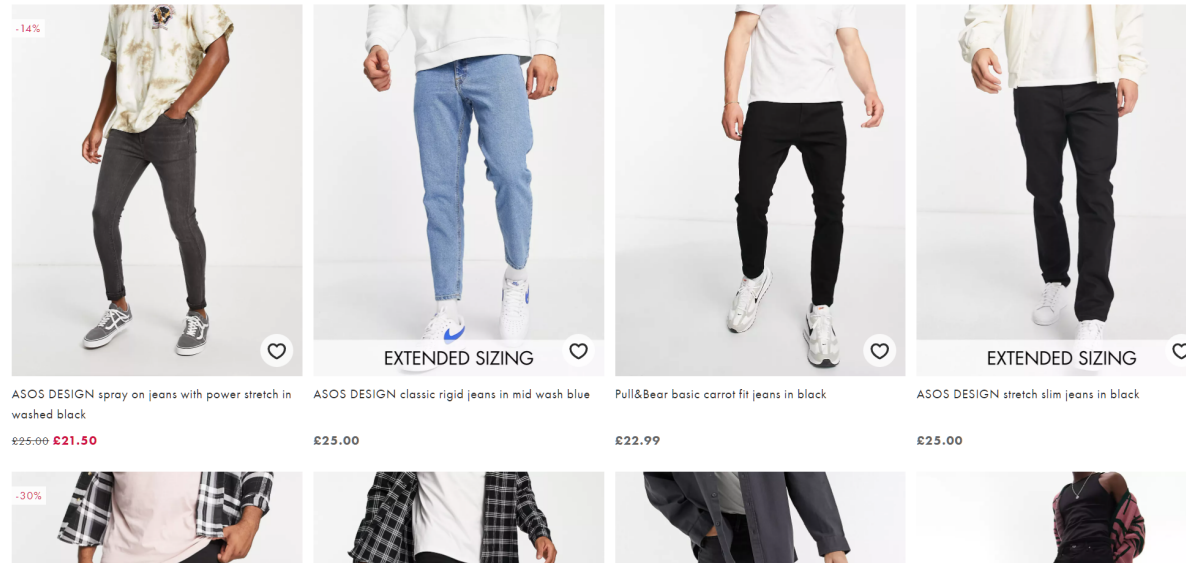 -14%
EXTENDED SIZING
EXTENDED SIZING
ASOS DESIGN spray on jeans with power stretch in
washed black
£25.00 £21.50
ASOS DESIGN classic rigid jeans in mid wash blue
£25.00
Pull&Bear basic carrot fit jeans in black
£22.99
ASOS DESIGN stretch slim jeans in black
£25.00
-30%